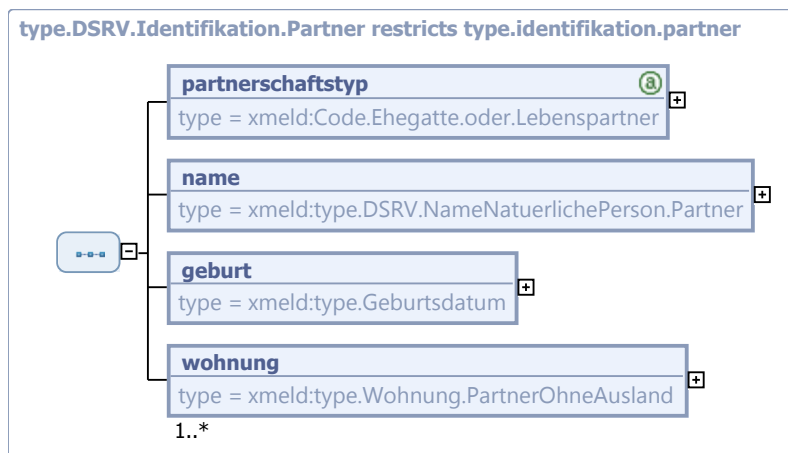 type.DSRV.Identifikation.Partner restricts type.identifikation.partner
partnerschaftstyp
type = xmeld:Code.Ehegatte.oder.Lebenspartner
name
type = xmeld:type.DSRV.NameNatuerlichePerson.Partner
geburt
type = xmeld:type.Geburtsdatum
wohnung
type = xmeld:type.Wohnung.PartnerOhneAusland
1..*